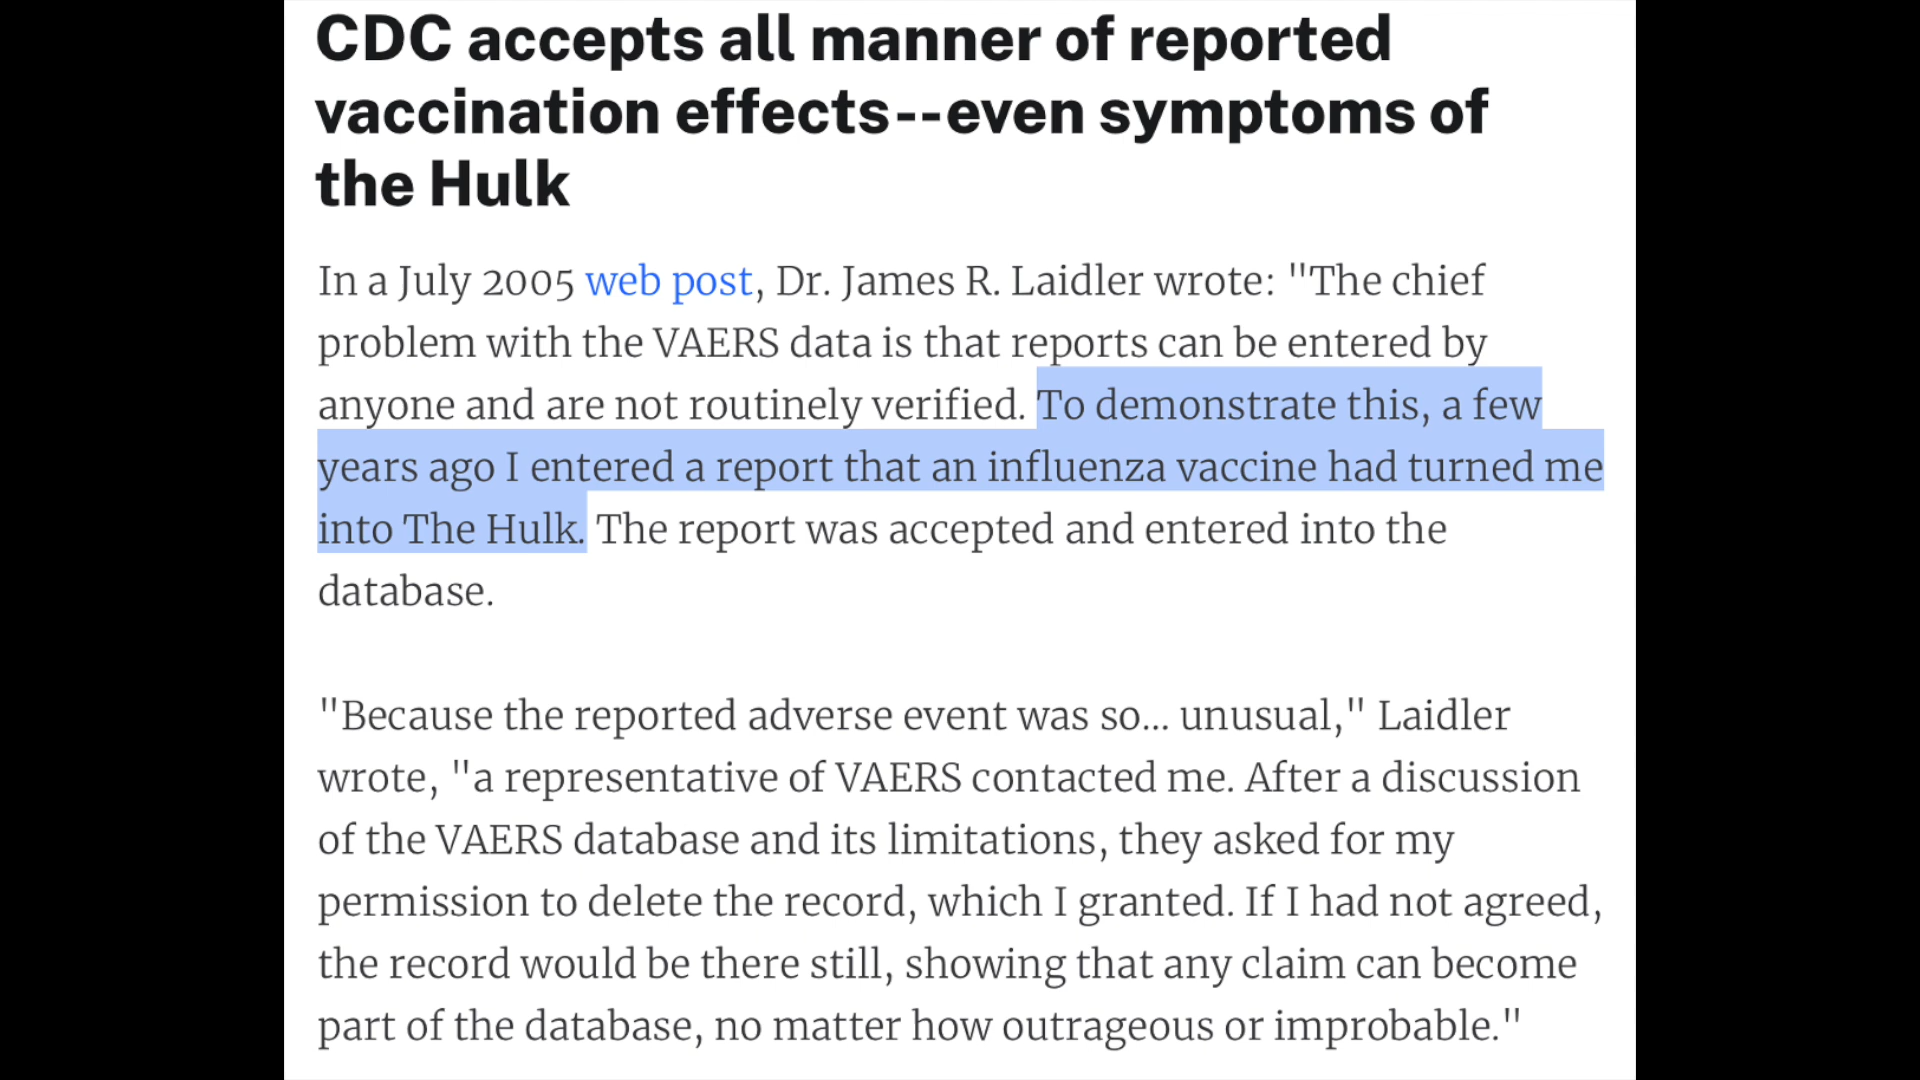 CDC accepts all manner of reported
vaccination effects--even symptoms of
the Hulk
In a July 2005 web post, Dr. James R. Laidler wrote: "The chief
problem with the VAERS data is that reports can be entered by
anyone and are not routinely verified. To demonstrate this, a few
years ago I entered a report that an influenza vaccine had turned me
into The Hulk. The report was accepted and entered into the
database.
"Because the reported adverse event was so... unusual," Laidler
wrote, "a representative of VAERS contacted me. After a discussion
of the VAERS database and its limitations, they asked for my
permission to delete the record, which I granted. If I had not agreed,
the record would be there still, showing that any claim can become
part of the database, no matter how outrageous or improbable."